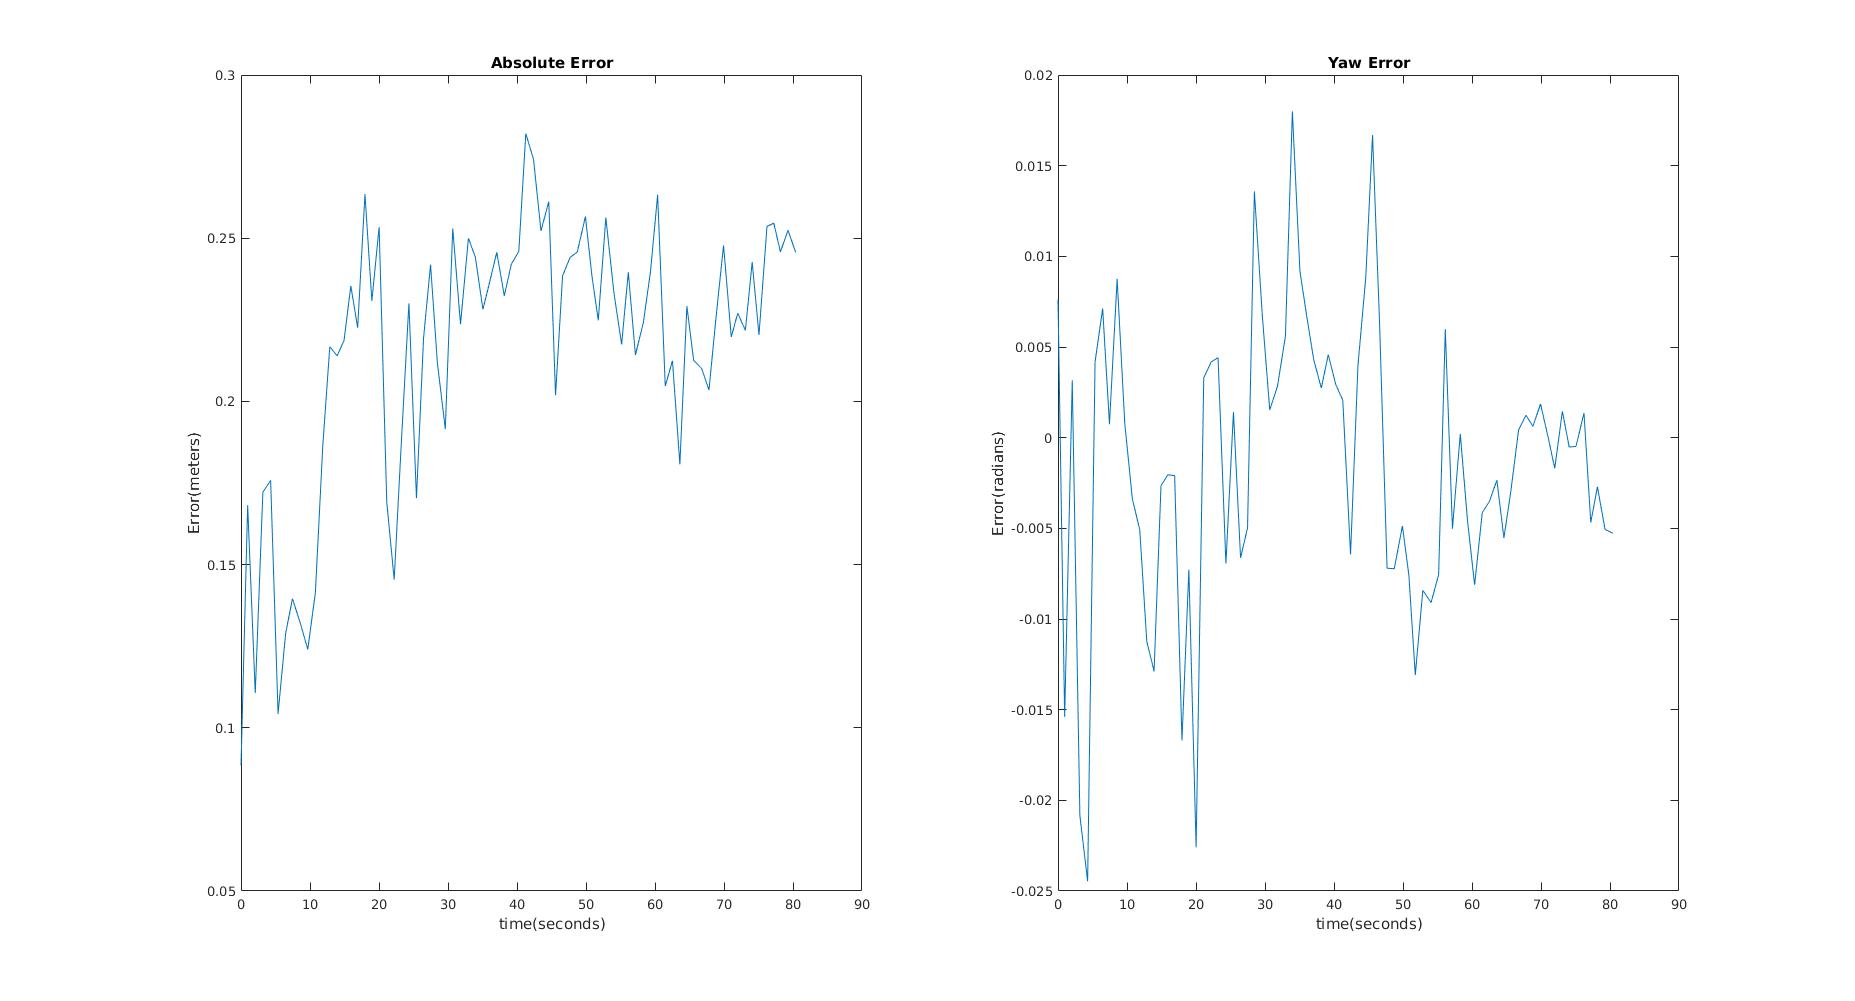 Absolute Error
0.3
0.25
0.2
0.15
0.1
0.05
Error(meters)
0 10 20 30 40 50 60 70 80 90
time(seconds)
Yaw Error
0.02
0.015
0.01
0.005
0
-0.005
-0.01
-0.015
-0.02
-0.025
Error(radians)
0 10 20 30 40 50 60 70 80 90
time(seconds)